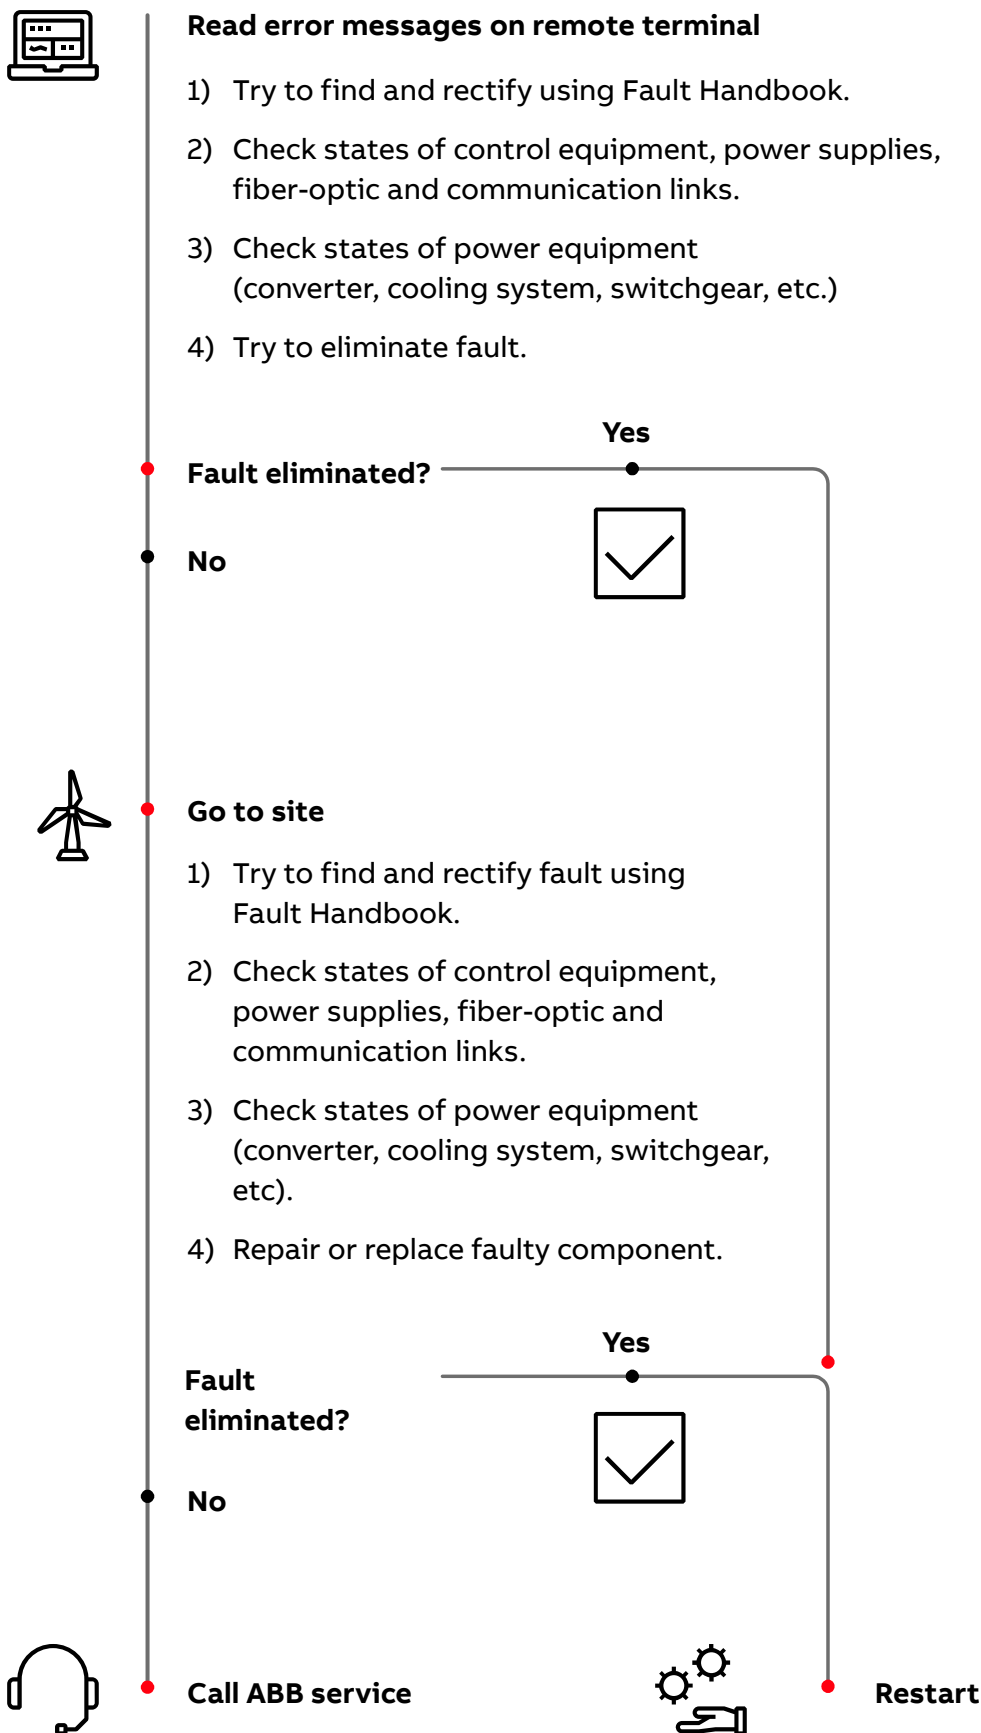 Read error messages on remote terminal
1) Try to find and rectify using Fault Handbook.
2) Check states of control equipment, power supplies,
fiber-optic and communication links.
3) Check states of power equipment
(converter, cooling system, switchgear, etc.)
4) Try to eliminate fault.
Yes
Fault eliminated?
No
Go to site
1) Try to find and rectify fault using
Fault Handbook.
2) Check states of control equipment,
power supplies, fiber-optic and
communication links.
3) Check states of power equipment
(converter, cooling system, switchgear,
etc).
4) Repair or replace faulty component.
Yes
Fault
eliminated?
No
Call ABB service
Restart